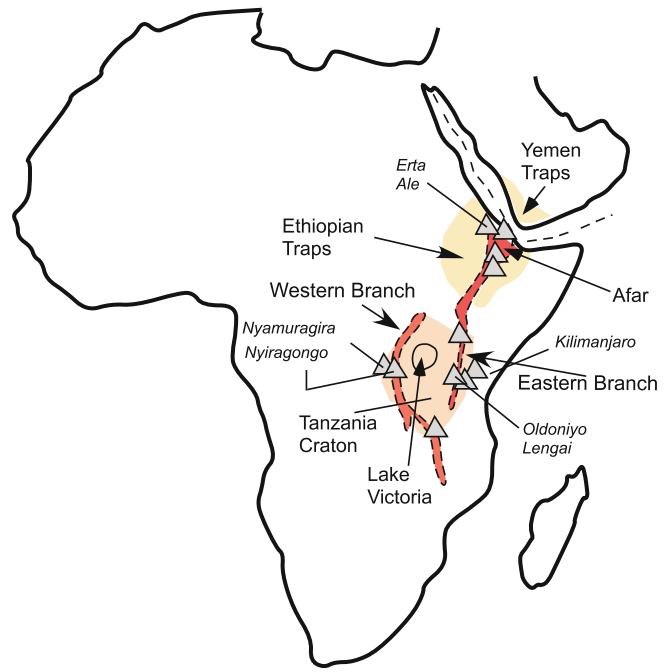 Yemen
Traps
Erta
Ale
Ethiopian
Traps
Afar
Western Branch
Nyamuragira
Nyiragongo
Kilimanjaro
Eastern Branch
Tanzania
Craton
Oldoniyo
Lengai
Lake
Victoria